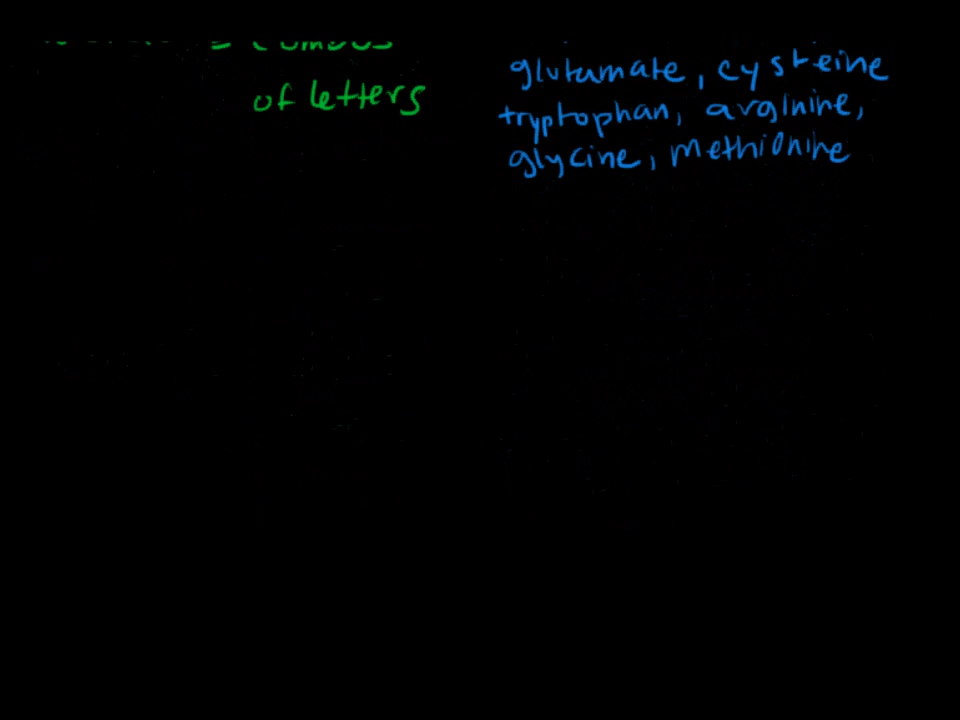 of letters
glutamate, cysteine
tryptophan, arginine,
glycine, methionine